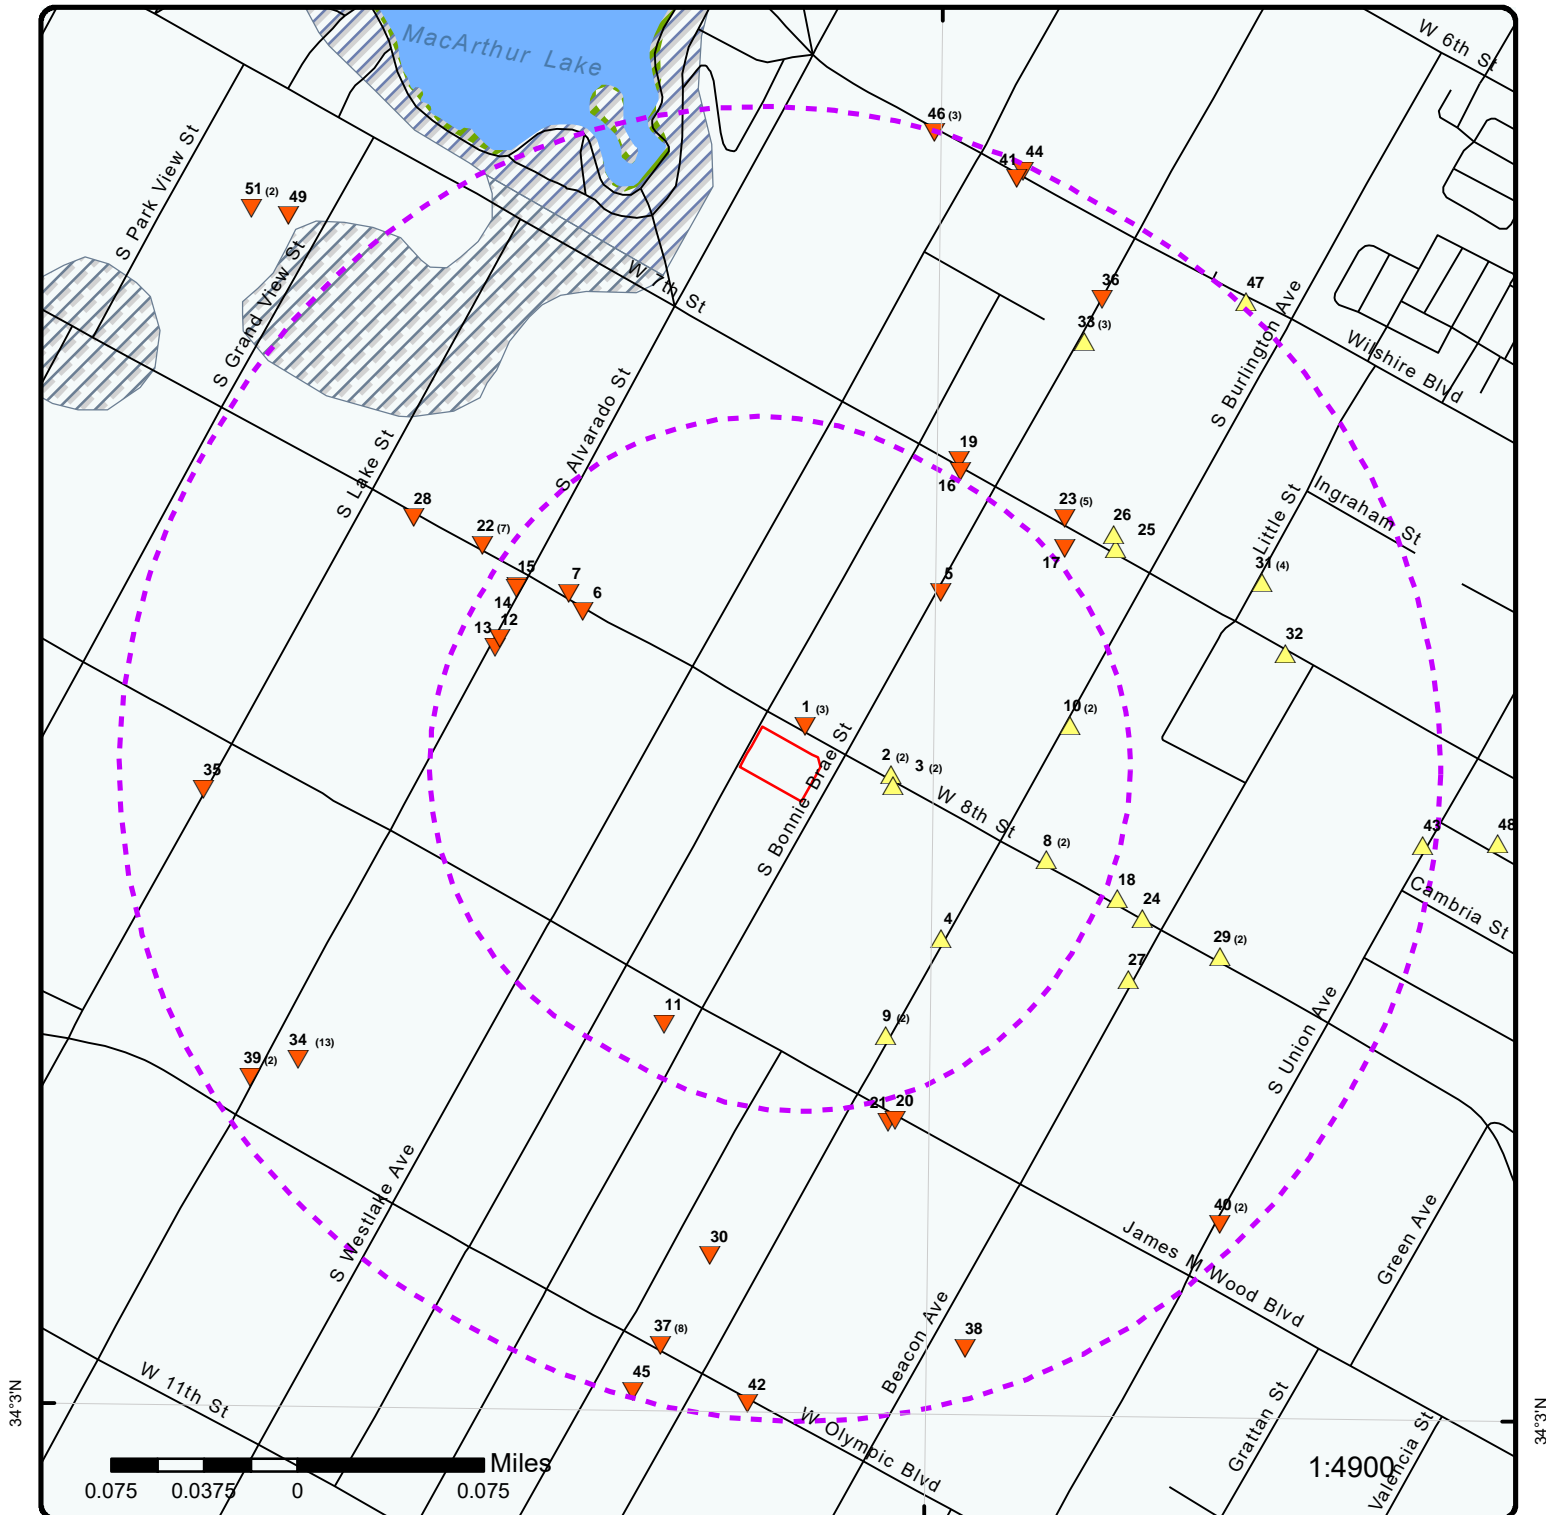 W 6th St
MacArthur Lake
46 (3)
41 44
S Park View St
51 (2) 49
S Grand View St
W 7th St
36
47
33 (3)
S Burlington Ave
Wilshire Blvd
S Lake St
S Alvarado St
19
16
28
22 (7)
23 (5)
26 25
17
Little St
Ingraham St
15
7
6
14
5
31 (4)
13 12
32
1 (3)
10 (2)
S Bonnie Brae St
2 (2) 3 (2)
35
W 8th St
8 (2)
43
48
18
24
Cambria St
4
29 (2)
27
11
9 (2)
S Union Ave
34 (13)
39 (2)
21 20
S Westlake Ave
40 (2)
30
James M Wood Blvd
Green Ave
37 (8)
38
Beacon Ave
45
42
W 11th St
W Olympic Blvd
Grattan St
Valencia St
34°3'N
34°3'N
Miles
0.075 0.0375 0 0.075
1:4900